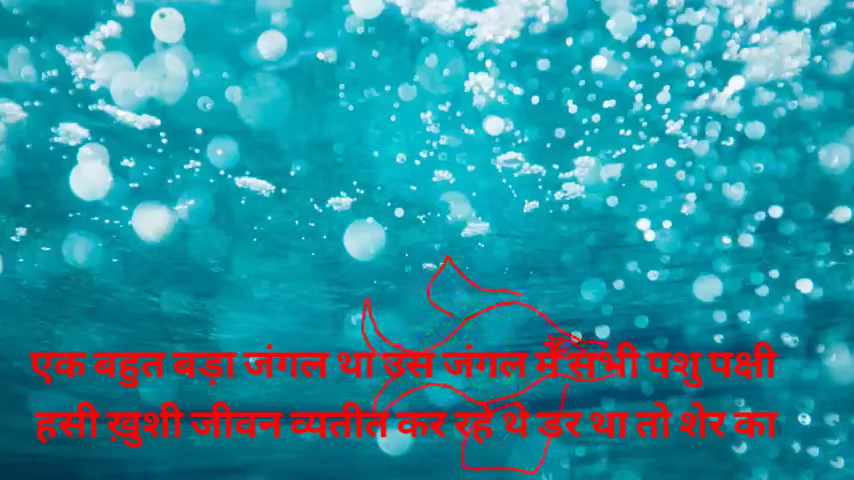 एक बहुत बड़ा जंगल था उस जंगल में सभी पशु पक्षी
हसी ख़ुशी जीवन व्यतीत कर रहे थे डर था तो शेर का